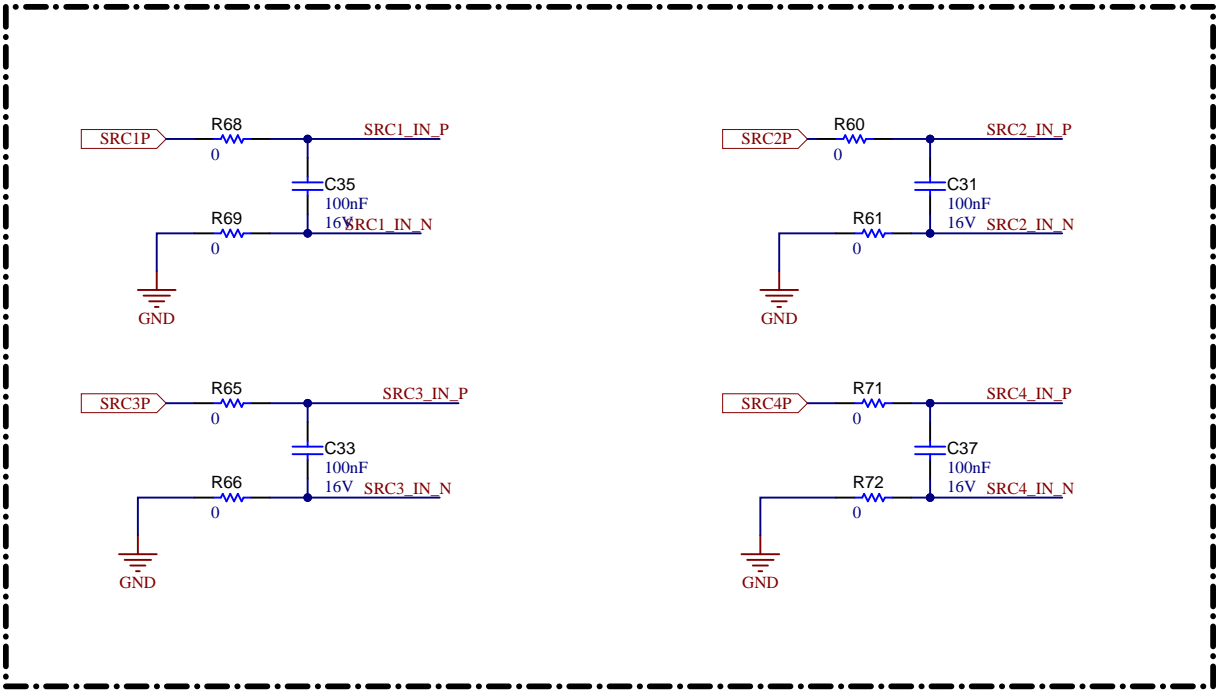 R68
SRC1P
SRC1_IN_P
0
C35
100nF
16V
R69
SRC1_IN_N
0
GND
R60
SRC2P
SRC2_IN_P
0
C31
100nF
16V
R61
SRC2_IN_N
0
GND
R65
SRC3P
SRC3_IN_P
0
C33
100nF
16V
R66
SRC3_IN_N
0
GND
R71
SRC4P
SRC4_IN_P
0
C37
100nF
16V
R72
SRC4_IN_N
0
GND